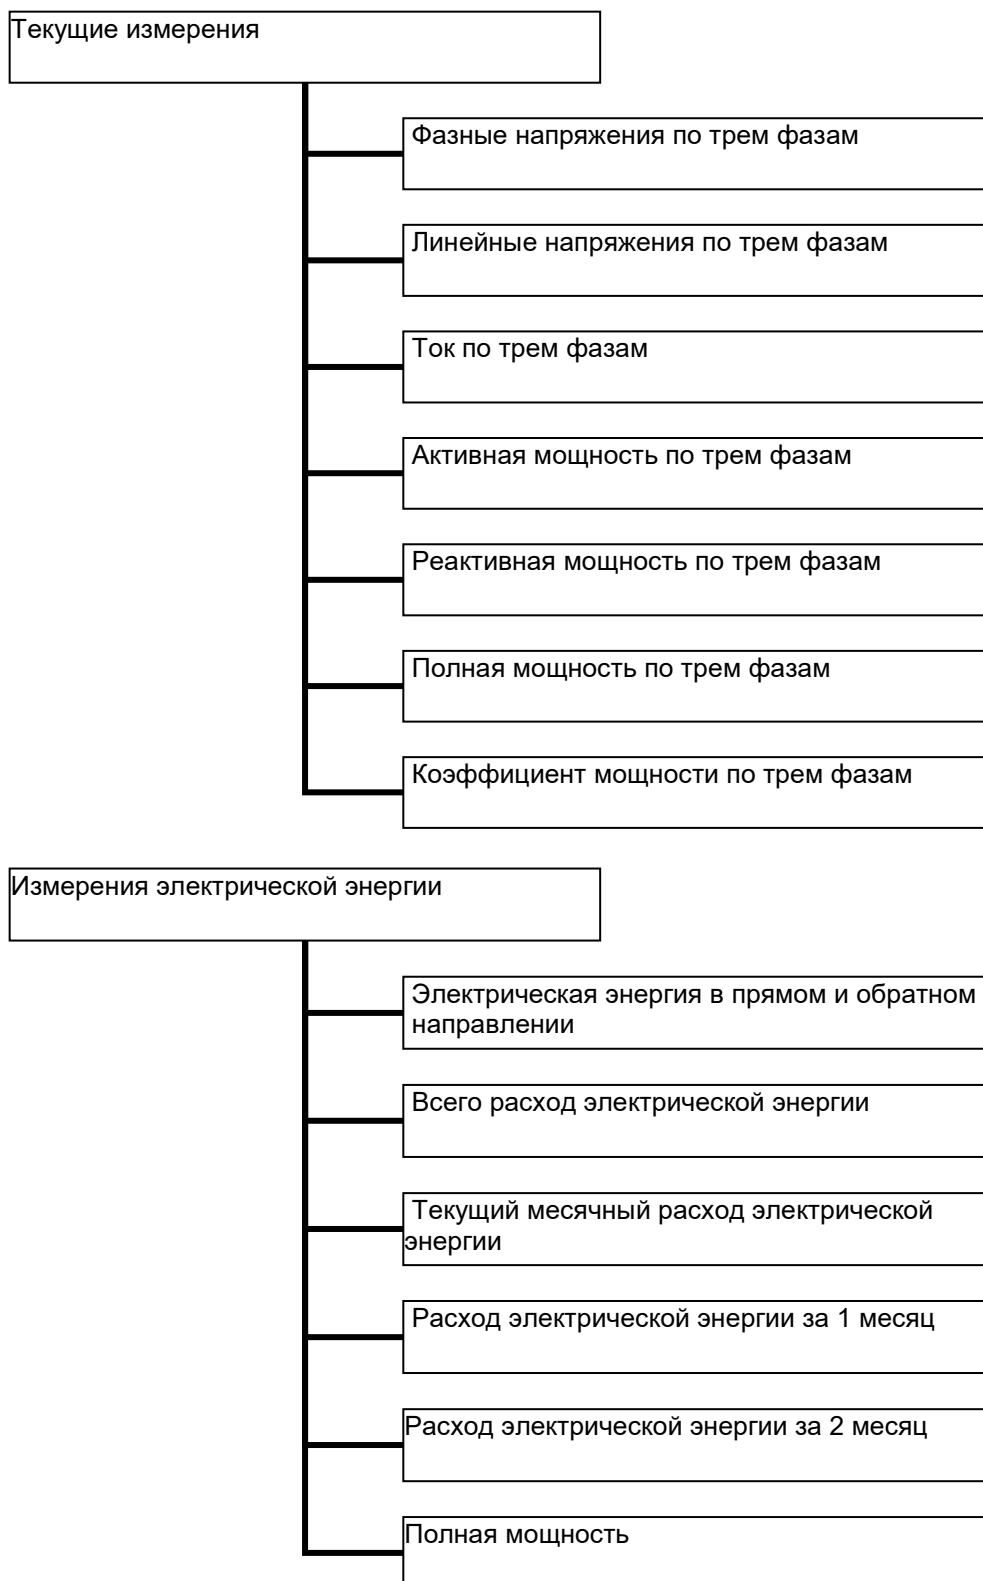 Текущие измерения
Фазные напряжения по трем фазам
Линейные напряжения по трем фазам
Ток по трем фазам
Активная мощность по трем фазам
Реактивная мощность по трем фазам
Полная мощность по трем фазам
Коэффициент мощности по трем фазам
Измерения электрической энергии
Электрическая энергия в прямом и обратном
направлении
Всего расход электрической энергии
Текущий месячный расход электрической
энергии
Расход электрической энергии за 1 месяц
Расход электрической энергии за 2 месяц
Полная мощность